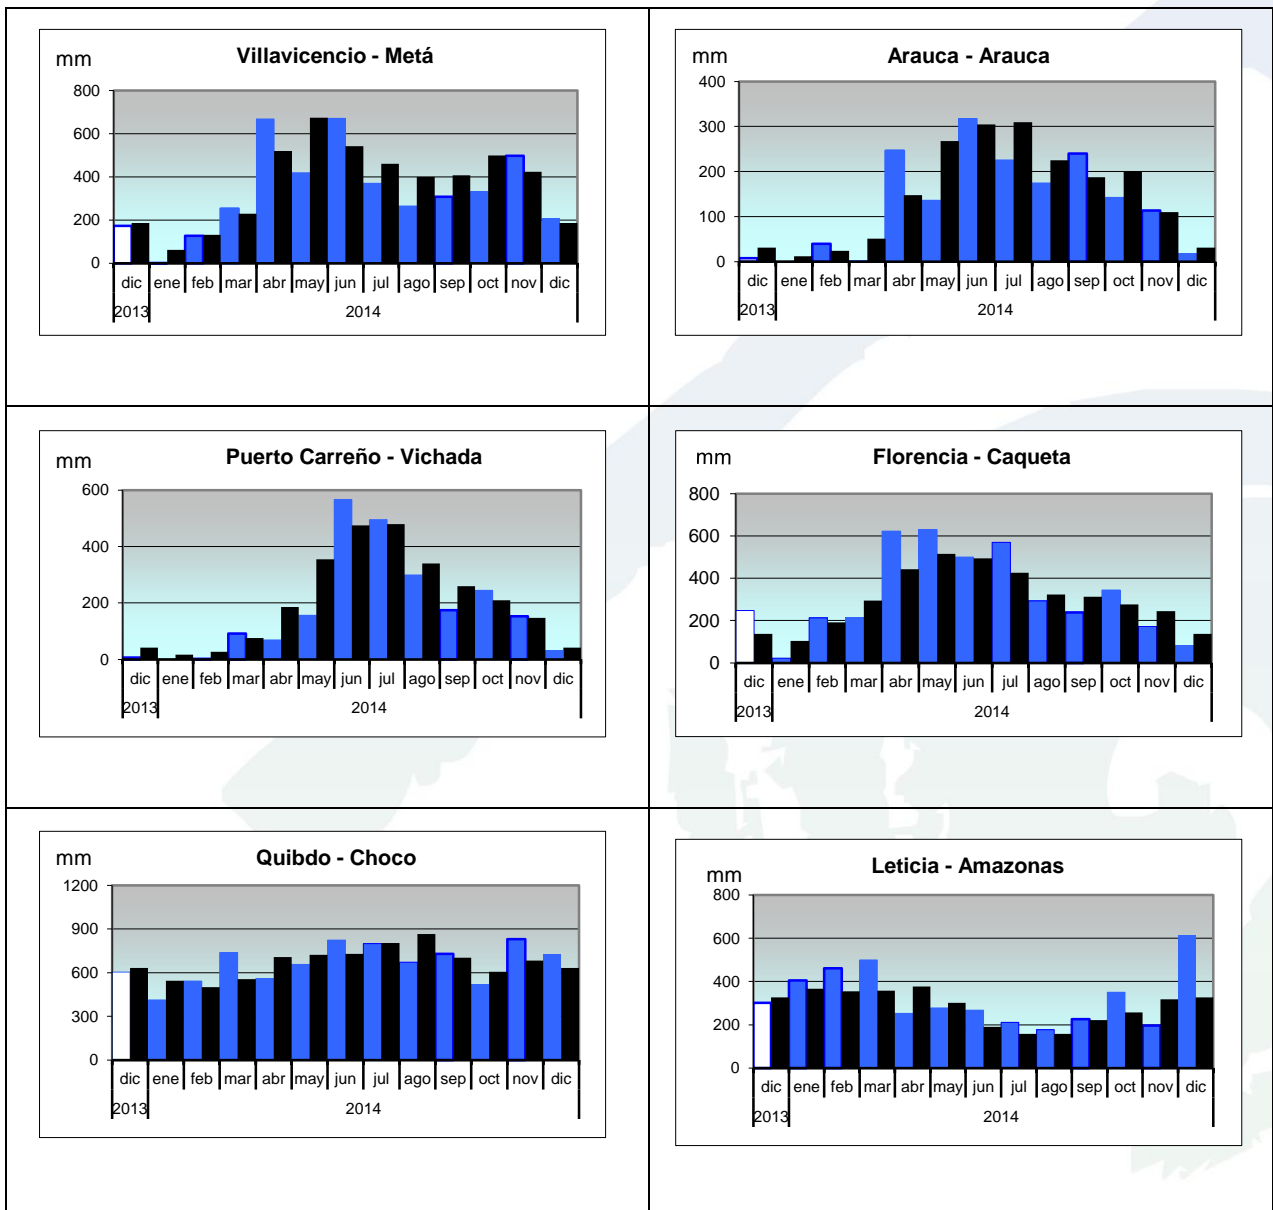 Villavicencio - Metá
mm
800
600
400
200
0
dic ene feb mar abr may jun jul ago sep oct nov dic
2013 2014
Arauca - Arauca
mm
400
300
200
100
0
dic ene feb mar abr may jun jul ago sep oct nov dic
2013 2014
Puerto Carreño - Vichada
mm
600
400
200
0
dic ene feb mar abr may jun jul ago sep oct nov dic
2013 2014
Florencia - Caqueta
mm
800
600
400
200
0
dic ene feb mar abr may jun jul ago sep oct nov dic
2013 2014
Quibdo - Choco
mm
1200
900
600
300
0
dic ene feb mar abr may jun jul ago sep oct nov dic
2013 2014
Leticia - Amazonas
mm
800
600
400
200
0
dic ene feb mar abr may jun jul ago sep oct nov dic
2013 2014